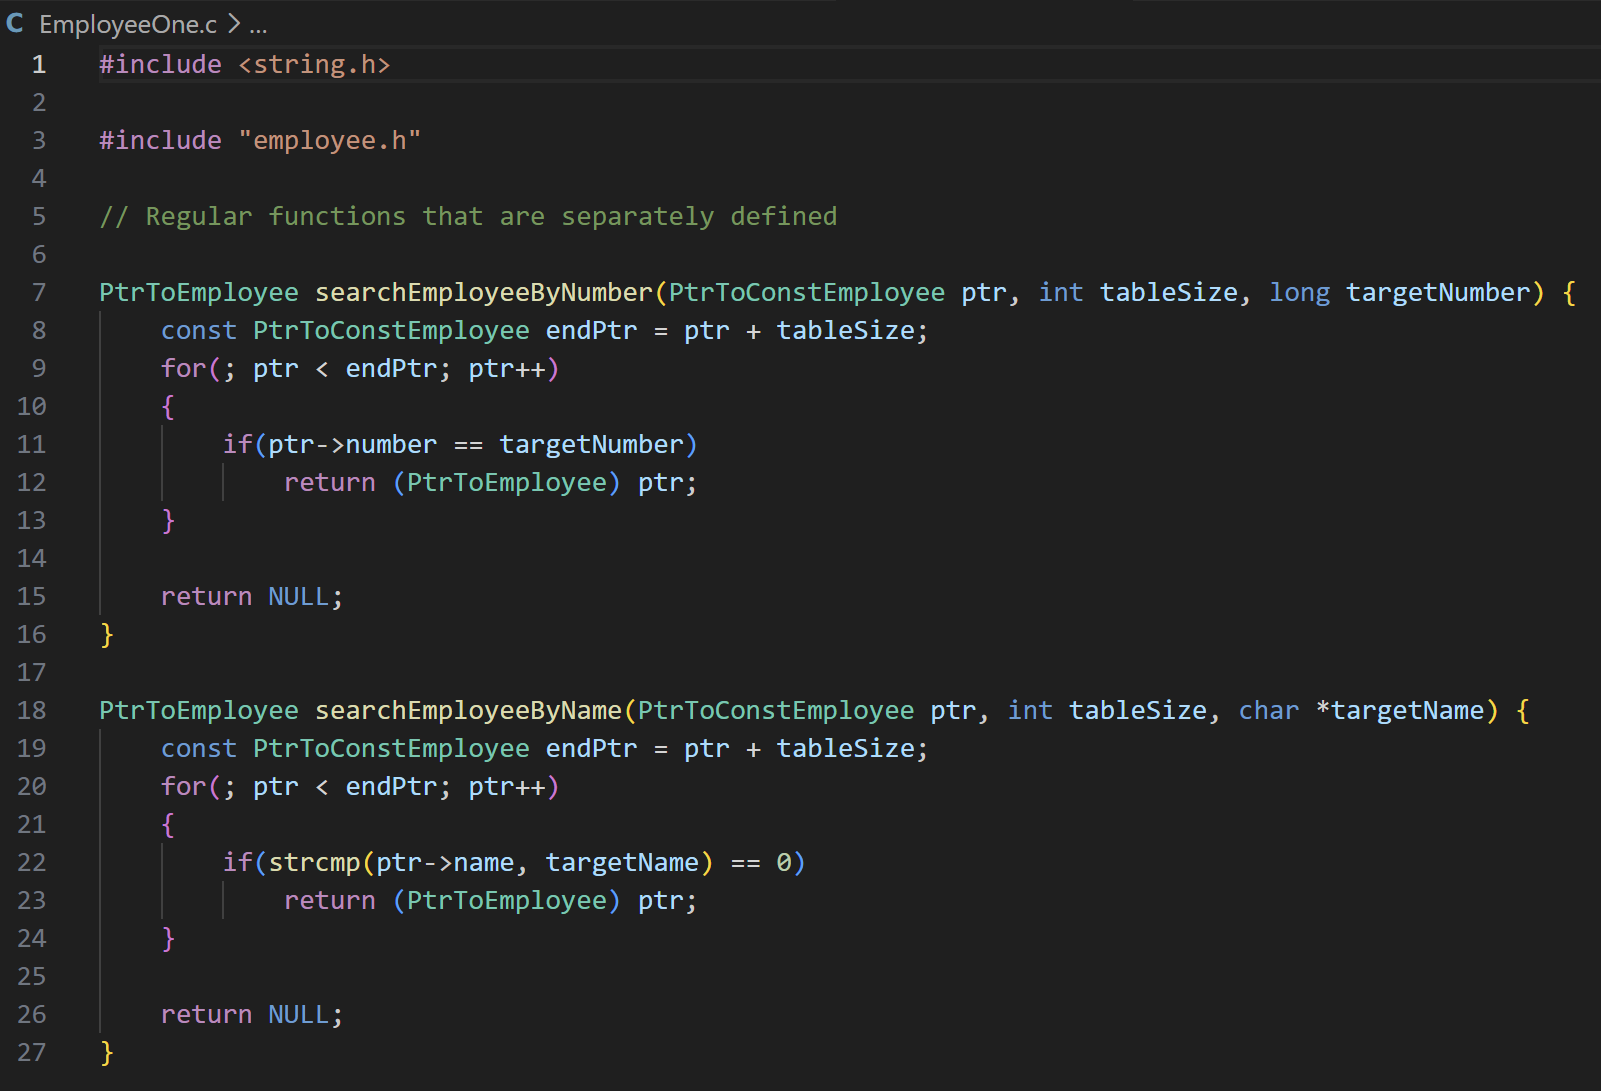 C EmployeeOne.c > ...
1 #include <string.h>
2
3 #include "employee.h"
4
5 // Regular functions that are separately defined
6
7 PtrToEmployee searchEmployeeByNumber(PtrToConstEmployee ptr, int tableSize, long targetNumber) {
8     const PtrToConstEmployee endPtr = ptr + tableSize;
9     for(; ptr < endPtr; ptr++)
10     {
11         if(ptr->number == targetNumber)
12             return (PtrToEmployee) ptr;
13     }
14
15     return NULL;
16 }
17
18 PtrToEmployee searchEmployeeByName(PtrToConstEmployee ptr, int tableSize, char *targetName) {
19     const PtrToConstEmployee endPtr = ptr + tableSize;
20     for(; ptr < endPtr; ptr++)
21     {
22         if(strcmp(ptr->name, targetName) == 0)
23             return (PtrToEmployee) ptr;
24     }
25
26     return NULL;
27 }